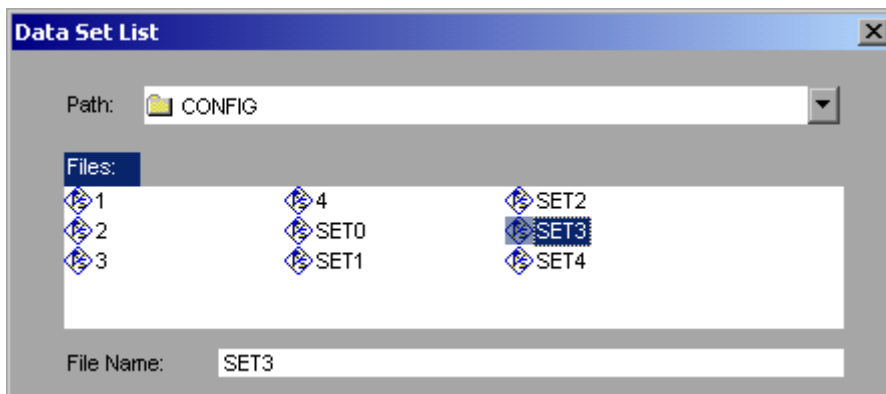 Data Set List
Path: CONFIG
Files:
1 4 SET2
2 SET0 SET3
3 SET1 SET4
File Name: SET3